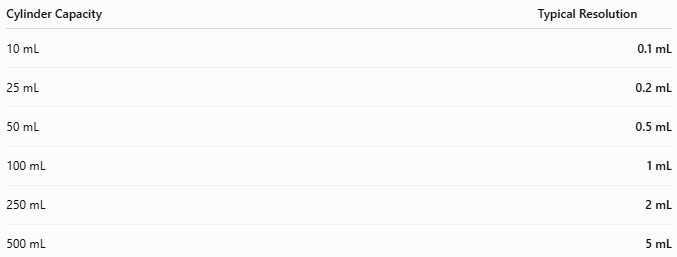 Cylinder Capacity Typical Resolution
10 mL 0.1 mL
25 mL 0.2 mL
50 mL 0.5 mL
100 mL 1 mL
250 mL 2 mL
500 mL 5 mL